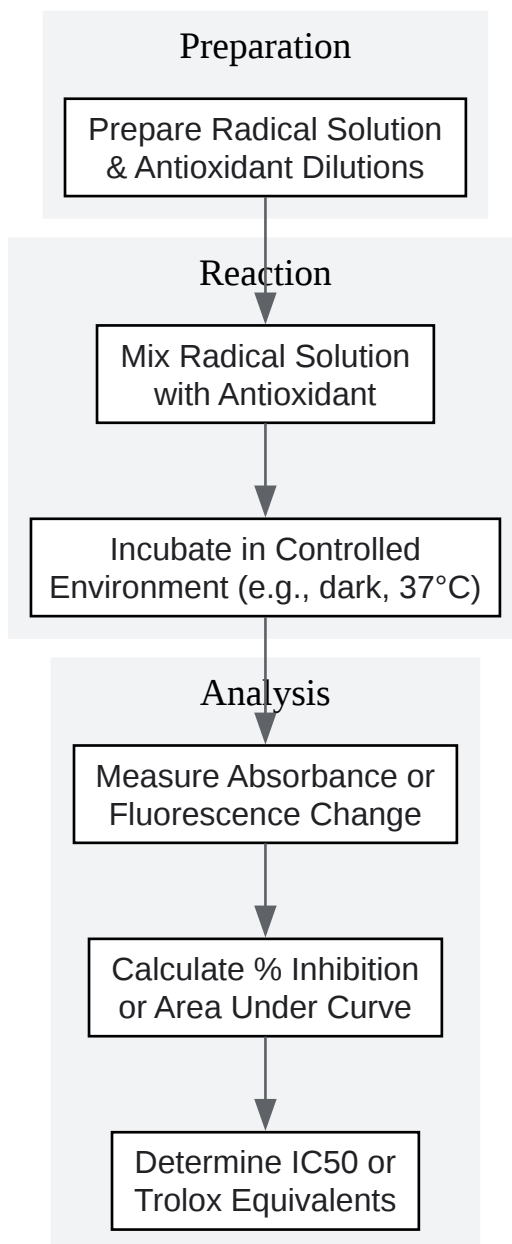 Preparation
Prepare Radical Solution
& Antioxidant Dilutions
Reaction
Mix Radical Solution
with Antioxidant
Incubate in Controlled
Environment (e.g., dark, 37°C)
Analysis
Measure Absorbance or
Fluorescence Change
Calculate % Inhibition
or Area Under Curve
Determine IC50 or
Trolox Equivalents